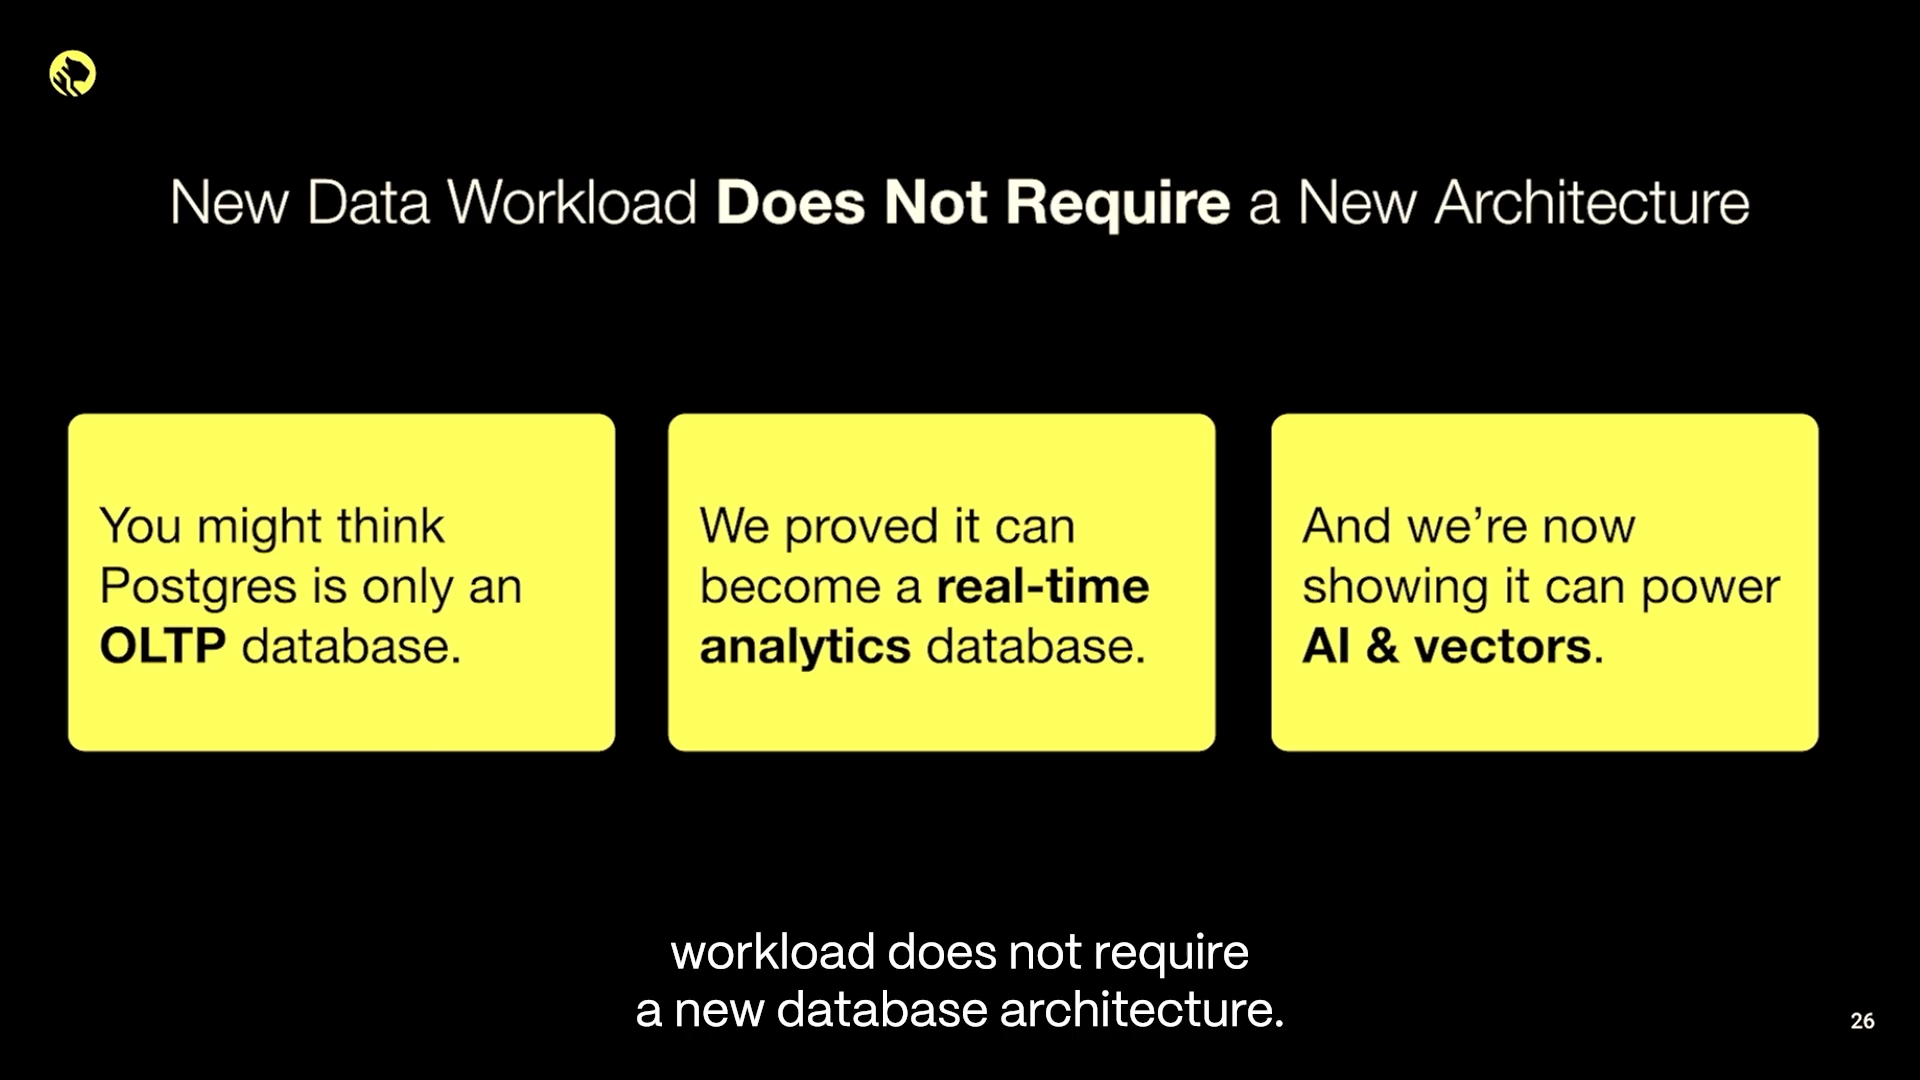 New Data Workload Does Not Require a New Architecture
You might think
Postgres is only an
OLTP database.
We proved it can
become a real-time
analytics database.
And we’re now
showing it can power
AI & vectors.
workload does not require
a new database architecture.
26